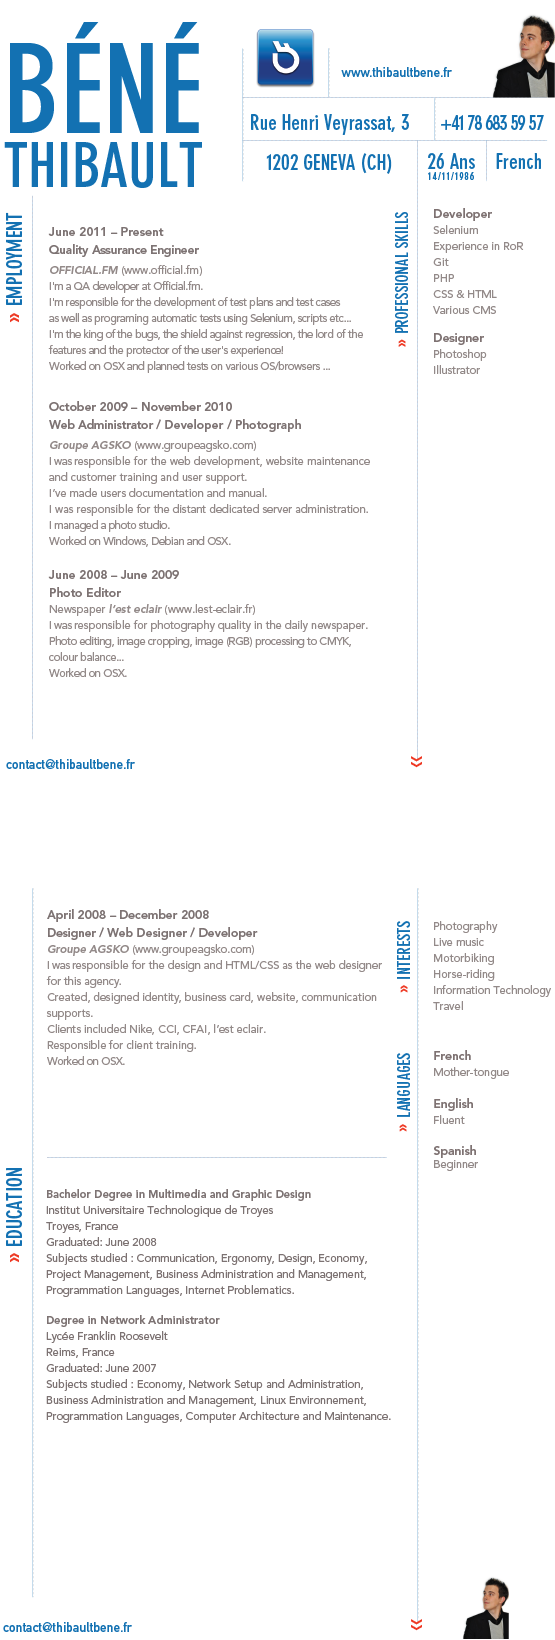 BÉNÉ
THIBAULT
www.thibaultbene.fr
Rue Henri Veyrassat, 3
+41 78 683 59 57
1202 GENEVA (CH)
26 Ans
14/11/1986
French
EMPLOYMENT
June 2011 – Present
Quality Assurance Engineer
OFFICIAL.FM (www.official.fm)
I'm a QA developer at Official.fm.
I'm responsible for the development of test plans and test cases
as well as programing automatic tests using Selenium, scripts etc...
I'm the king of the bugs, the shield against regression, the lord of the
features and the protector of the user's experience!
Worked on OSX and planned tests on various OS/browsers ...
October 2009 – November 2010
Web Administrator / Developer / Photograph
Groupe AGSKO (www.groupeagsko.com)
I was responsible for the web development, website maintenance
and customer training and user support.
I've made users documentation and manual.
I was responsible for the distant dedicated server administration.
I managed a photo studio.
Worked on Windows, Debian and OSX.
June 2008 – June 2009
Photo Editor
Newspaper l'est eclair (www.lest-eclair.fr)
I was responsible for photography quality in the daily newspaper.
Photo editing, image cropping, image (RGB) processing to CMYK,
colour balance...
Worked on OSX.
PROFESSIONAL SKILLS
Developer
Selenium
Experience in RoR
Git
PHP
CSS & HTML
Various CMS
Designer
Photoshop
Illustrator
contact@thibaultbene.fr
April 2008 – December 2008
Designer / Web Designer / Developer
Groupe AGSKO (www.groupeagsko.com)
I was responsible for the design and HTML/CSS as the web designer
for this agency.
Created, designed identity, business card, website, communication
supports.
Clients included Nike, CCI, CFAI, l'est eclair.
Responsible for client training.
Worked on OSX.
INTERESTS
Photography
Live music
Motorbiking
Horse-riding
Information Technology
Travel
LANGUAGES
French
Mother-tongue
English
Fluent
Spanish
Beginner
EDUCATION
Bachelor Degree in Multimedia and Graphic Design
Institut Universitaire Technologique de Troyes
Troyes, France
Graduated: June 2008
Subjects studied : Communication, Ergonomy, Design, Economy,
Project Management, Business Administration and Management,
Programmation Languages, Internet Problematics.
Degree in Network Administrator
Lycée Franklin Roosevelt
Reims, France
Graduated: June 2007
Subjects studied : Economy, Network Setup and Administration,
Business Administration and Management, Linux Environnement,
Programmation Languages, Computer Architecture and Maintenance.
contact@thibaultbene.fr